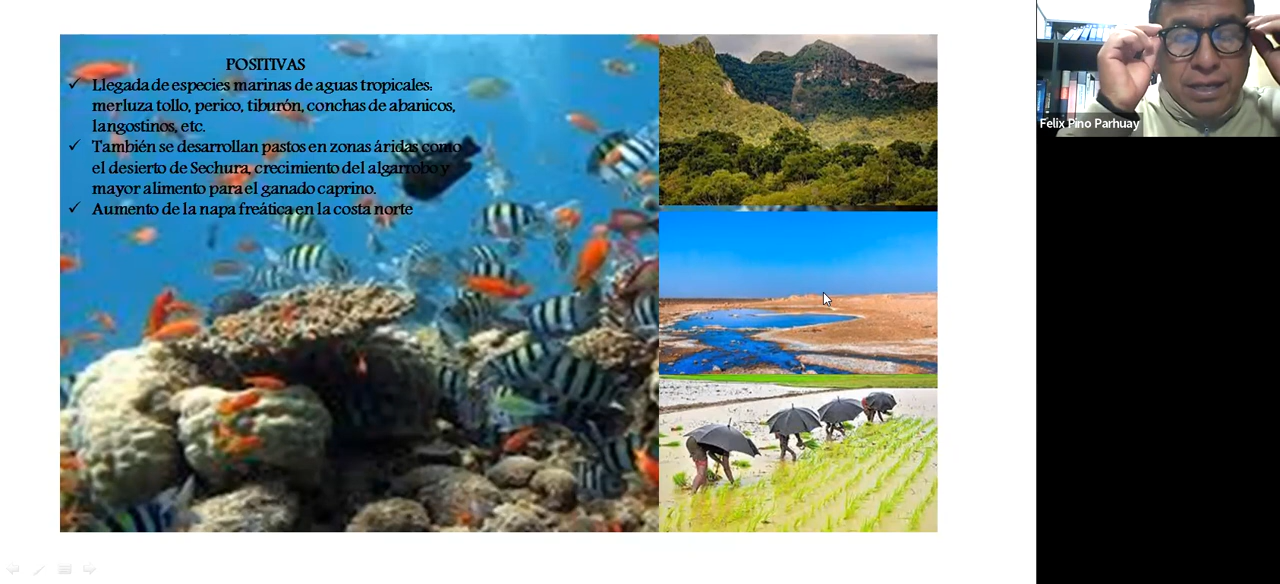 POSITIVAS
✓ Llegada de especies marinas de aguas tropicales:
merluza tollo, perico, tiburón, conchas de abanicos,
langostinos, etc.
✓ También se desarrollan pastos en zonas áridas como
el desierto de Sechura, crecimiento del algarrobo y
mayor alimento para el ganado caprino.
✓ Aumento de la napa freática en la costa norte
Felix Pino Parhuay